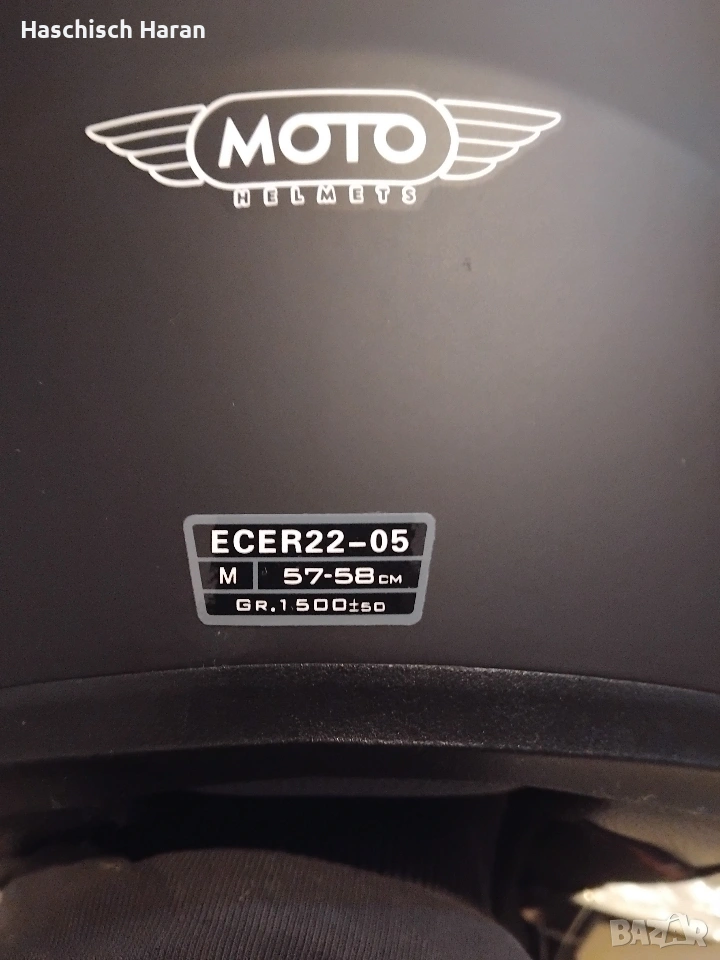 Haschisch Haran
MOTO
HELMETS
ECER22-05
M 57-58CM
GR.1500±50
BAZAR